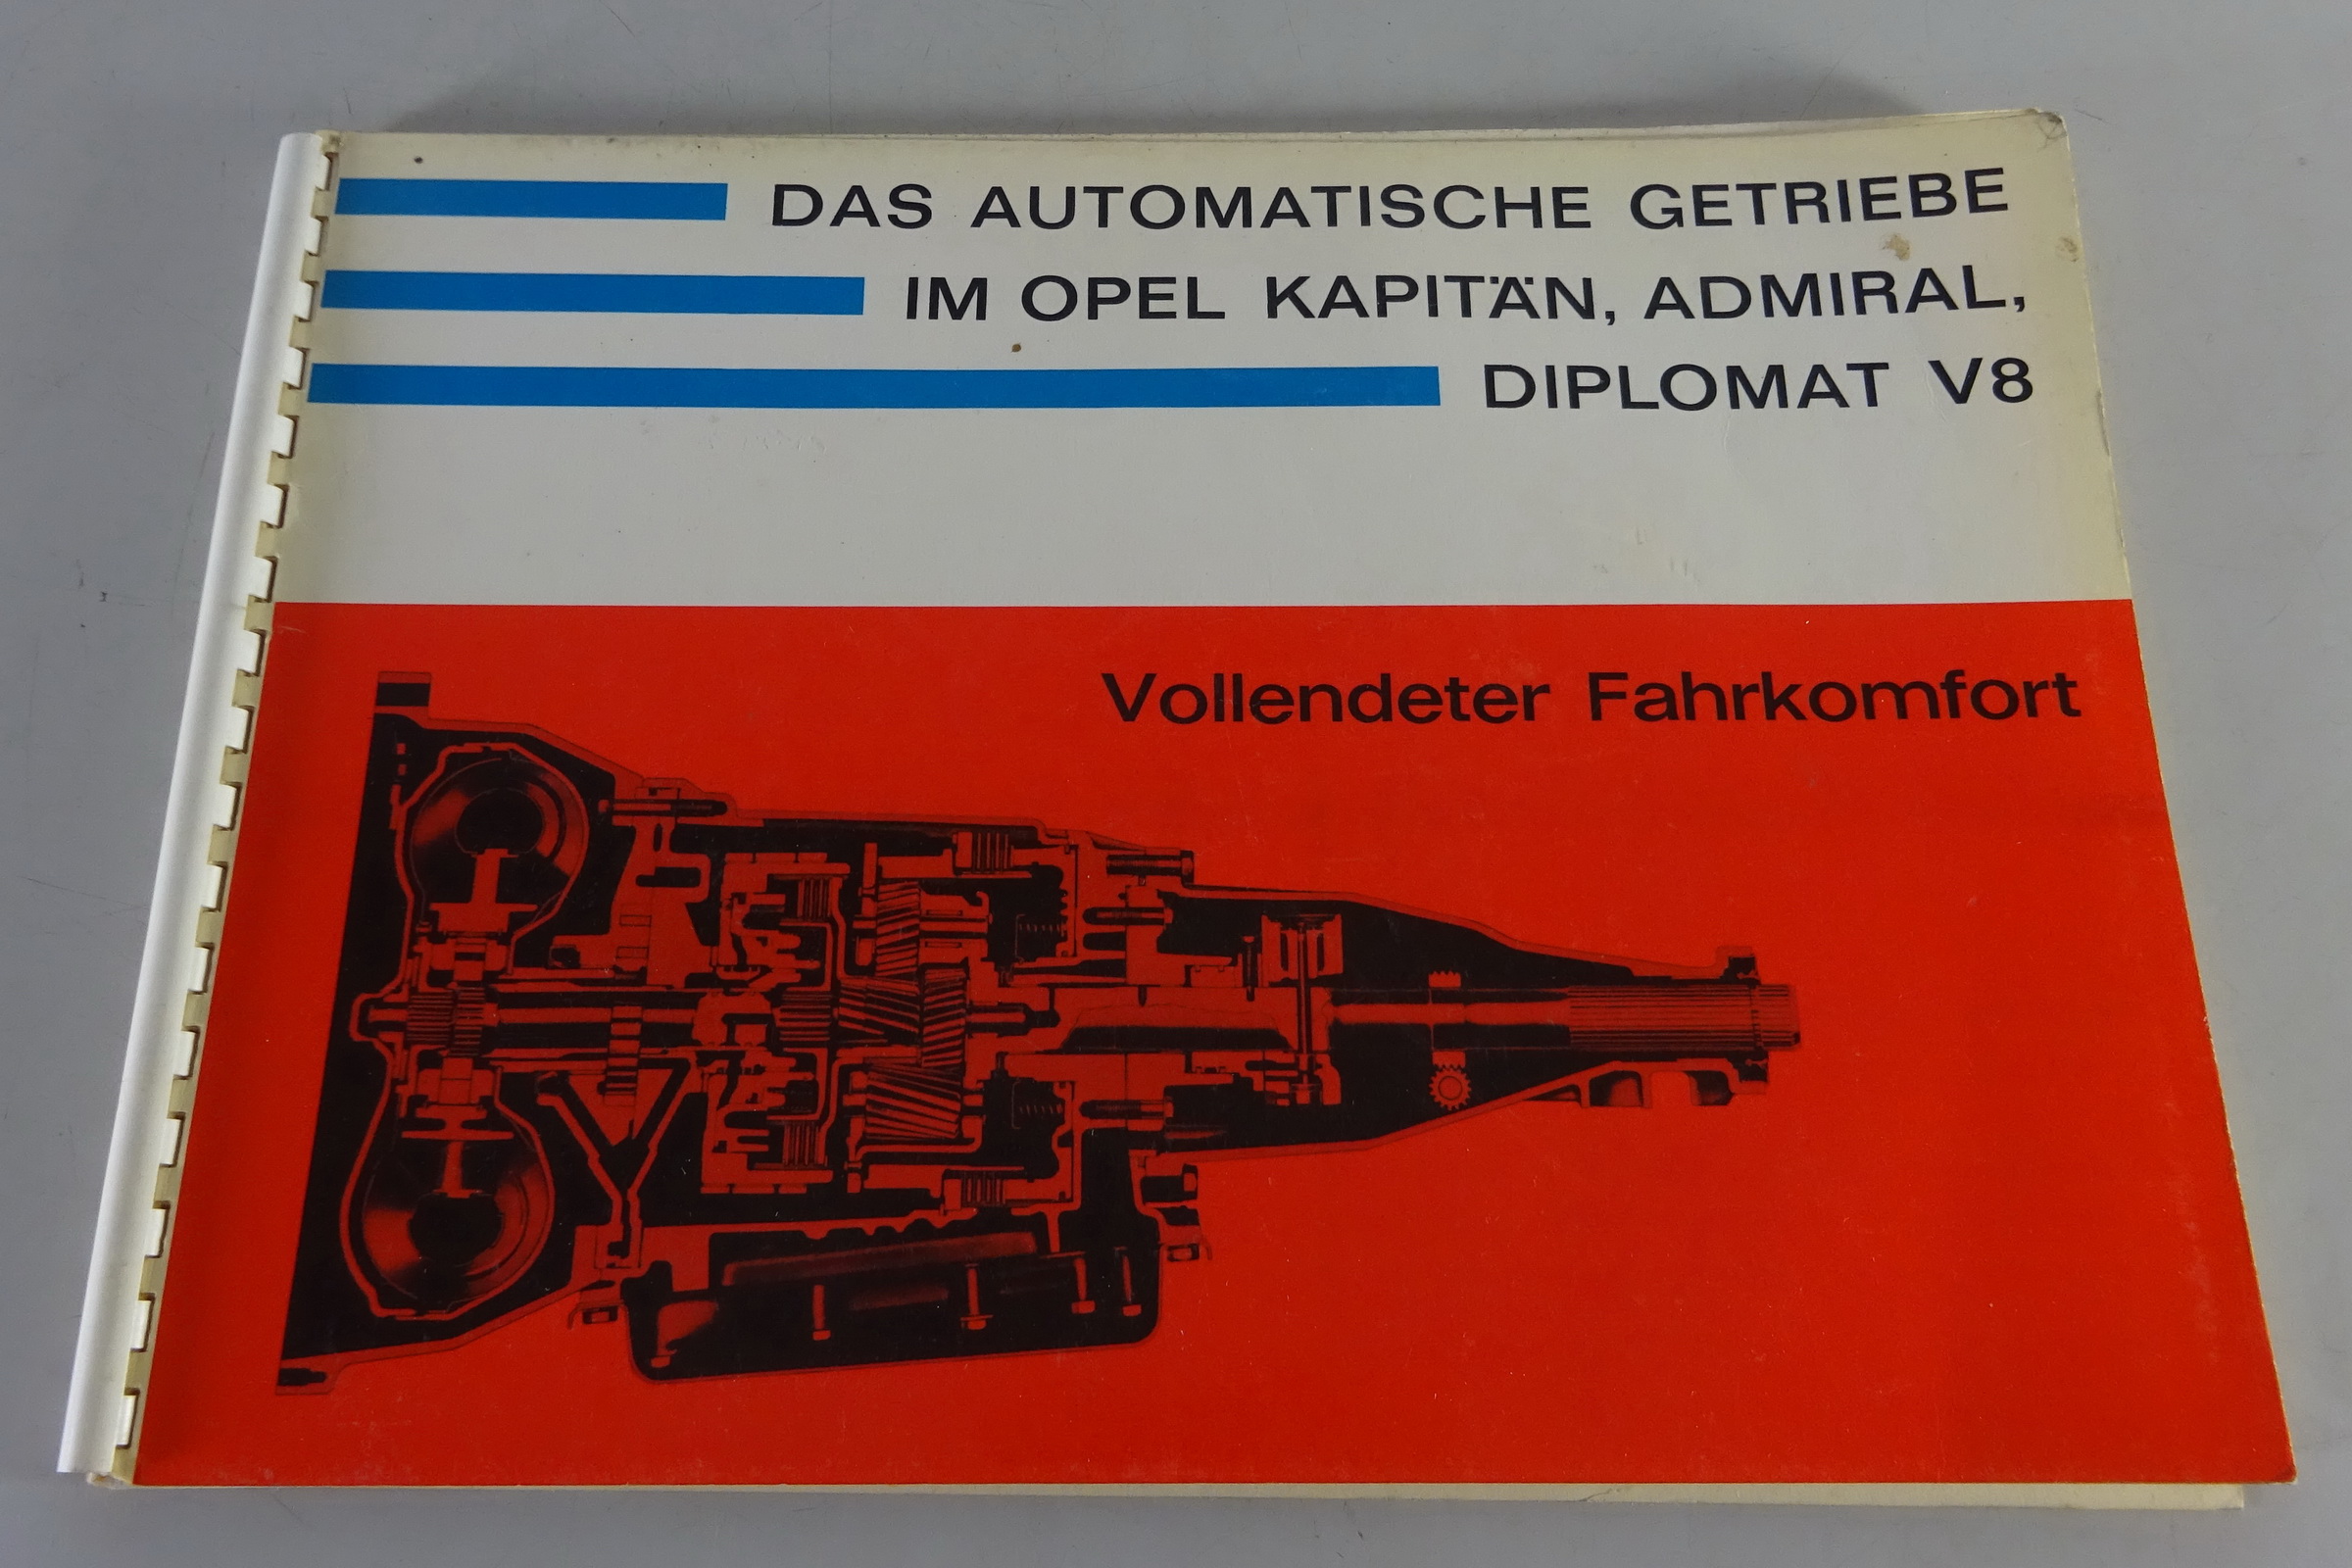 DAS AUTOMATISCHE GETRIEBE
IM OPEL KAPITÄN, ADMIRAL,
DIPLOMAT V8
Vollendeter Fahrkomfort